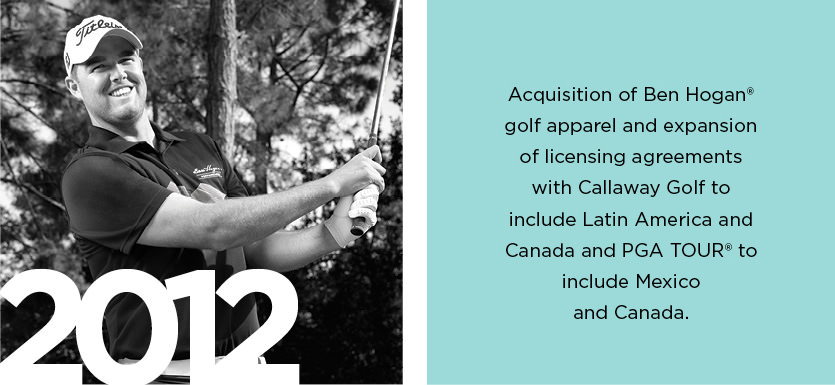 Titleist
2012
Acquisition of Ben Hogan®
golf apparel and expansion
of licensing agreements
with Callaway Golf to
include Latin America and
Canada and PGA TOUR® to
include Mexico
and Canada.